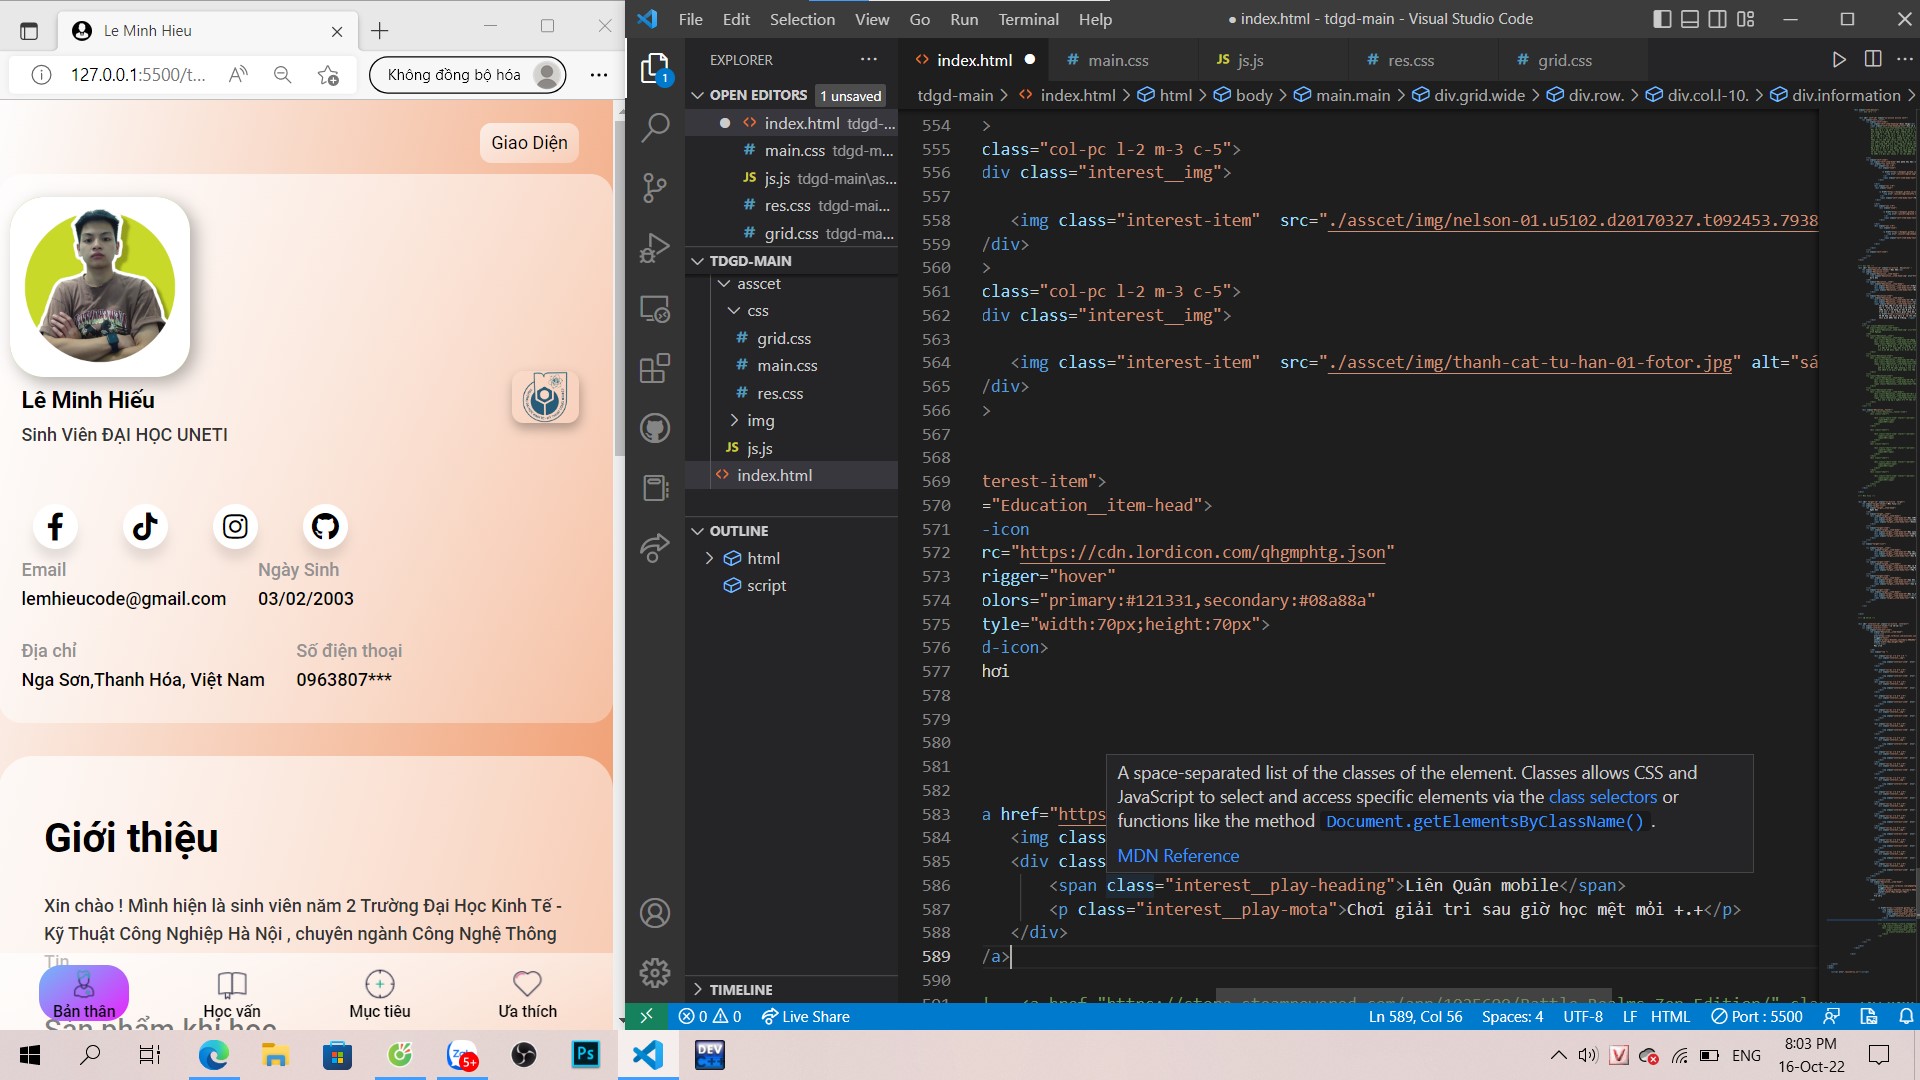 Le Minh Hieu
127.0.0.1:5500/t...
Không đồng bộ hóa
Giao Diện
Lê Minh Hiếu
Sinh Viên ĐẠI HỌC UNETI
Email
Ngày Sinh
lemhieucode@gmail.com
03/02/2003
Địa chỉ
Số điện thoại
Nga Sơn,Thanh Hóa, Việt Nam
0963807***
Giới thiệu
Xin chào ! Mình hiện là sinh viên năm 2 Trường Đại Học Kinh Tế -
Kỹ Thuật Công Nghiệp Hà Nội , chuyên ngành Công Nghệ Thông
Tin
Bản thân
Học vấn
Mục tiêu
Ưa thích
Sản phẩm khi học
File Edit Selection View Go Run Terminal Help
● index.html - tdgd-main - Visual Studio Code
EXPLORER
OPEN EDITORS 1 unsaved
index.html tdgd-...
# main.css tdgd-m...
JS js.js tdgd-main\as...
# res.css tdgd-mai...
# grid.css tdgd-ma...
TDGD-MAIN
asscet
css
# grid.css
# main.css
# res.css
img
JS js.js
<> index.html
OUTLINE
html
script
TIMELINE
1
<> index.html ●
# main.css
JS js.js
# res.css
# grid.css
tdgd-main > <> index.html > html > body > main.main > div.grid.wide > div.row. > div.col.l-10. > div.information >
554 >
555 class="col-pc l-2 m-3 c-5">
556 div class="interest__img">
557
558 <img class="interest-item"  src="./asscet/img/nelson-01.u5102.d20170327.t092453.7938
559 /div>
560 >
561 class="col-pc l-2 m-3 c-5">
562 div class="interest__img">
563
564 <img class="interest-item"  src="./asscet/img/thanh-cat-tu-han-01-fotor.jpg" alt="sá
565 /div>
566 >
567
568
569 terest-item">
570 ="Education__item-head">
571 -icon
572 rc="https://cdn.lordicon.com/qhgmphtg.json"
573 rigger="hover"
574 olors="primary:#121331,secondary:#08a88a"
575 tyle="width:70px;height:70px">
576 d-icon>
577 hơi
578
579
580
581
582
583 a href="https
584 <img class
585 <div class
A space-separated list of the classes of the element. Classes allows CSS and
JavaScript to select and access specific elements via the class selectors or
functions like the method Document.getElementsByClassName() .
MDN Reference
586 <span class="interest__play-heading">Liên Quân mobile</span>
587 <p class="interest__play-mota">Chơi giải tri sau giờ học mệt mỏi +.+</p>
588 </div>
589 /a>
590
591 <a href="https://store.steampowered.com/app/1025600/Battle_Realms_Zen_Edition/"
0 0 Live Share
Ln 589, Col 56 Spaces: 4 UTF-8 LF HTML Port : 5500
Zalo 5+
Ps
DEV C++
V
ENG
8:03 PM
16-Oct-22